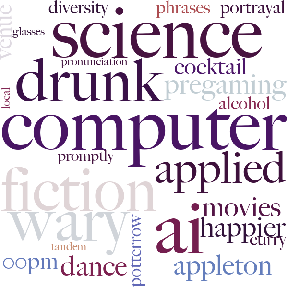 diversity phrases portrayal
venue
glasses
science
pronunciation
cocktail
drunk
pregaming
local
alcohol
computer
promptly
applied
fiction
movies
wary
ai
happier
curry
tandem
potterrow
00pm
dance
appleton